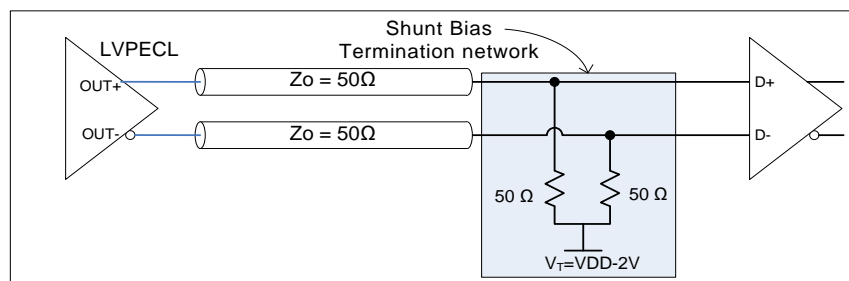 Shunt Bias
Termination network
LVPECL
OUT+
Zo = 50Ω
D+
OUT-
Zo = 50Ω
D-
50 Ω
50 Ω
VT=VDD-2V